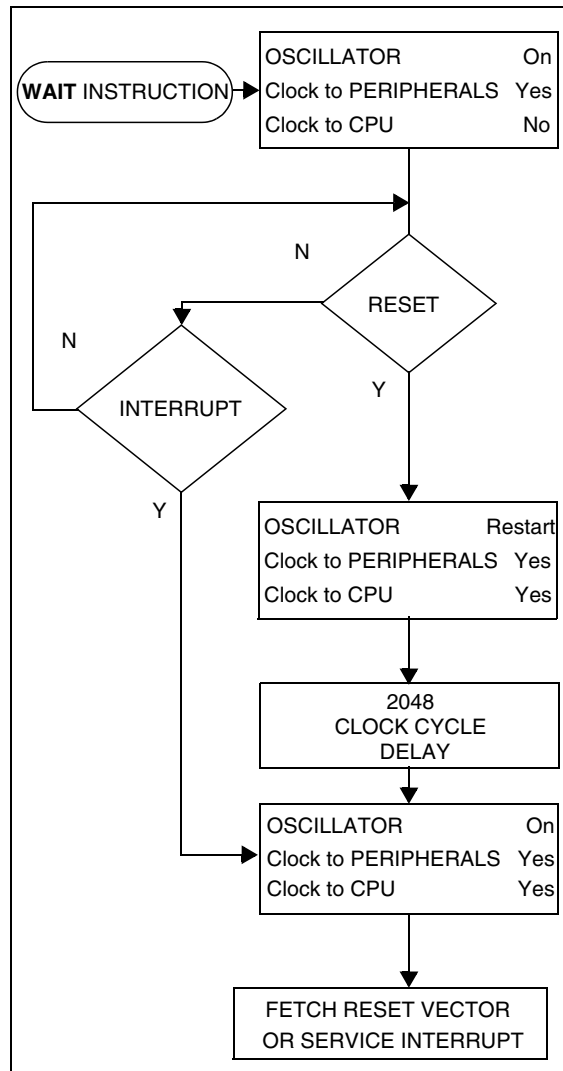 WAIT INSTRUCTION
OSCILLATOR On
Clock to PERIPHERALS Yes
Clock to CPU No
N
RESET
N
INTERRUPT
Y
Y
OSCILLATOR Restart
Clock to PERIPHERALS Yes
Clock to CPU Yes
2048
CLOCK CYCLE
DELAY
OSCILLATOR On
Clock to PERIPHERALS Yes
Clock to CPU Yes
FETCH RESET VECTOR
OR SERVICE INTERRUPT